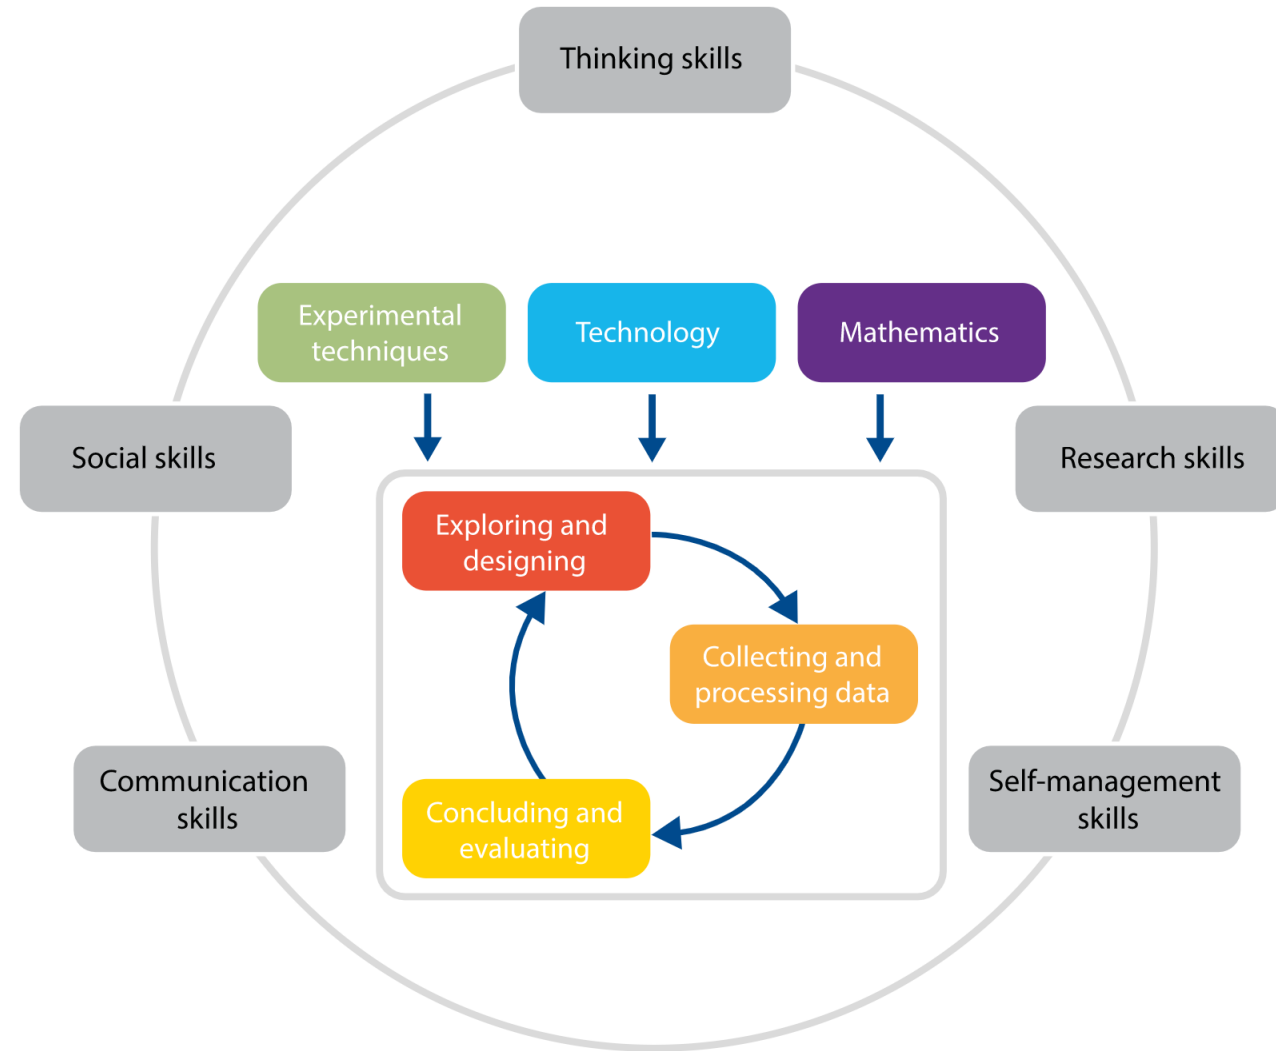 Thinking skills
Experimental
techniques
Technology
Mathematics
Social skills
Research skills
Exploring and
designing
Collecting and
processing data
Communication
skills
Self-management
skills
Concluding and
evaluating